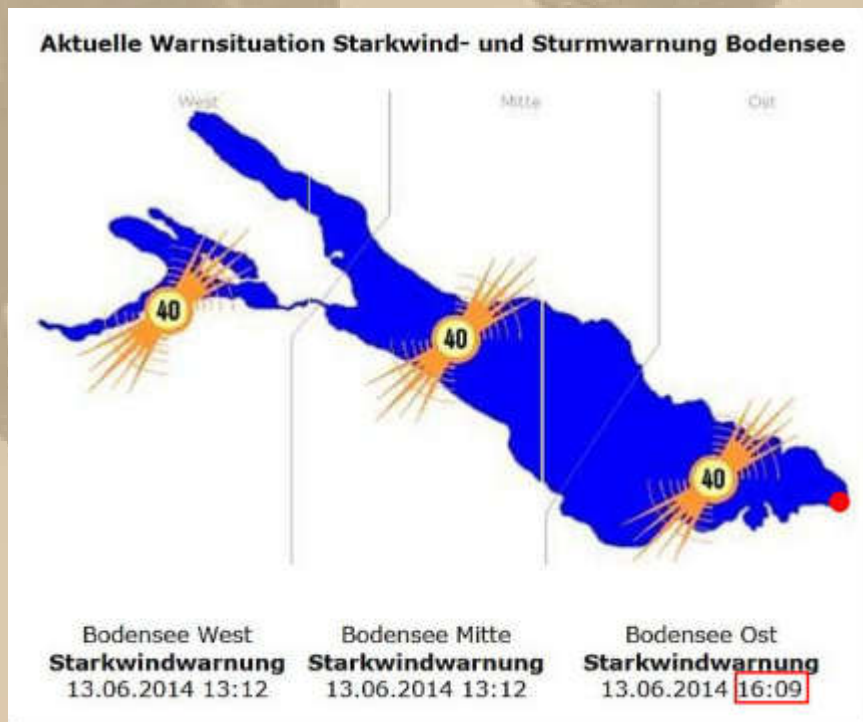 Aktuelle Warnsituation Starkwind- und Sturmwarnung Bodensee
West Mitte Ost
40
40
40
Bodensee West
Starkwindwarnung
13.06.2014 13:12
Bodensee Mitte
Starkwindwarnung
13.06.2014 13:12
Bodensee Ost
Starkwindwarnung
13.06.2014 16:09